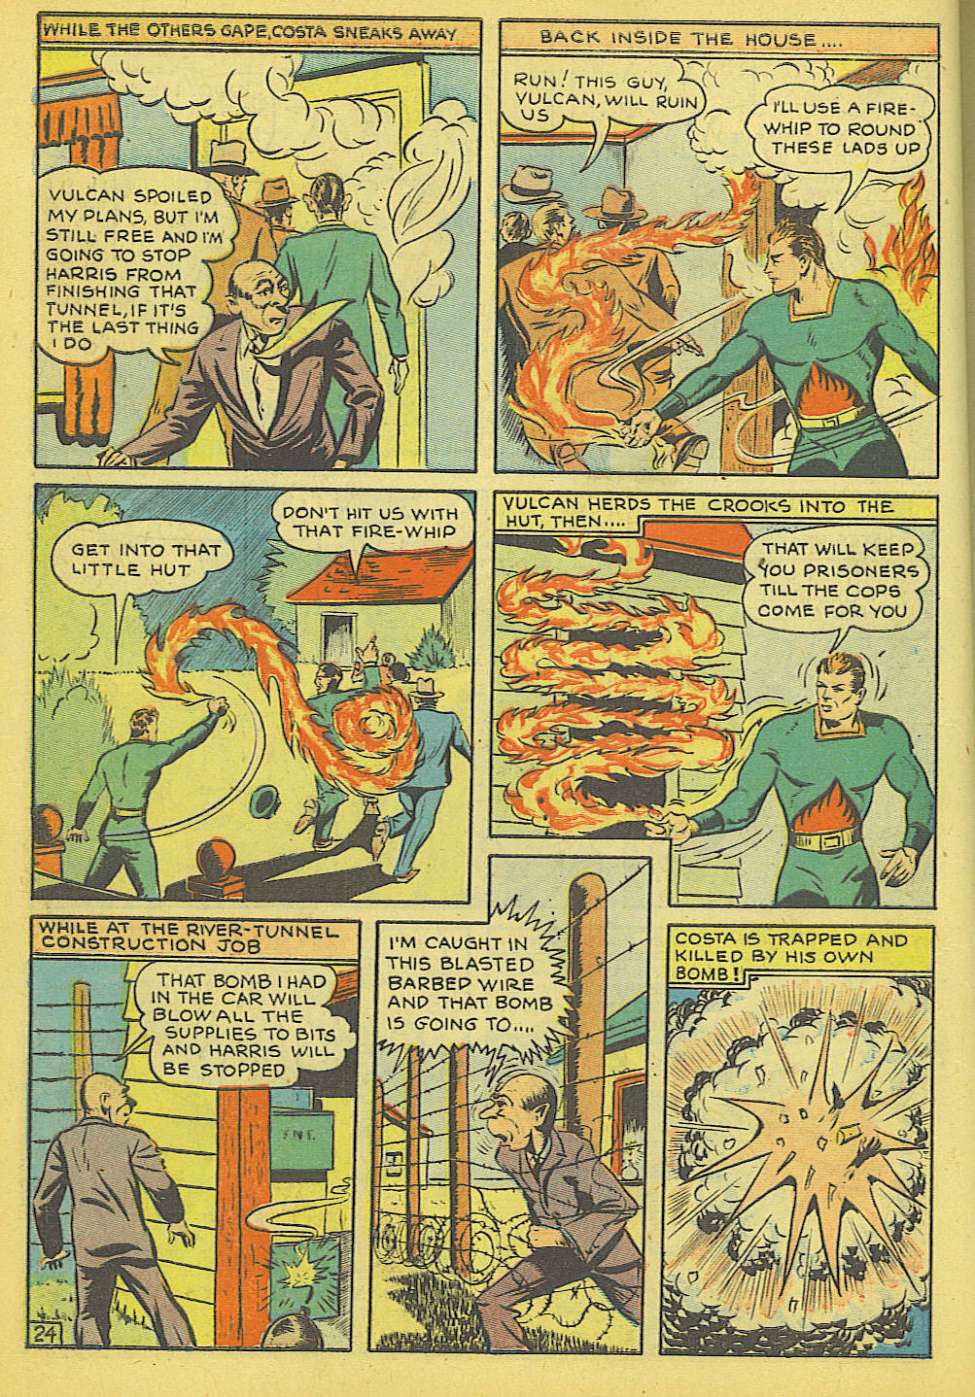 WHILE THE OTHERS GAPE, COSTA SNEAKS AWAY
VULCAN SPOILED
MY PLANS, BUT I'M
STILL FREE AND I'M
GOING TO STOP
HARRIS FROM
FINISHING THAT
TUNNEL, IF IT'S
THE LAST THING
I DO
BACK INSIDE THE HOUSE....
RUN! THIS GUY,
VULCAN, WILL RUIN
US
I'LL USE A FIRE-
WHIP TO ROUND
THESE LADS UP
GET INTO THAT
LITTLE HUT
DON'T HIT US WITH
THAT FIRE-WHIP
VULCAN HERDS THE CROOKS INTO THE
HUT, THEN....
THAT WILL KEEP
YOU PRISONERS
TILL THE COPS
COME FOR YOU
WHILE AT THE RIVER-TUNNEL
CONSTRUCTION JOB
THAT BOMB I HAD
IN THE CAR WILL
BLOW ALL THE
SUPPLIES TO BITS
AND HARRIS WILL
BE STOPPED
T.N.T.
24
I'M CAUGHT IN
THIS BLASTED
BARBED WIRE
AND THAT BOMB
IS GOING TO....
COSTA IS TRAPPED AND
KILLED BY HIS OWN
BOMB!